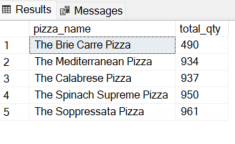 Results Messages
pizza_name total_qty
1 The Brie Carre Pizza 490
2 The Mediterranean Pizza 934
3 The Calabrese Pizza 937
4 The Spinach Supreme Pizza 950
5 The Soppressata Pizza 961